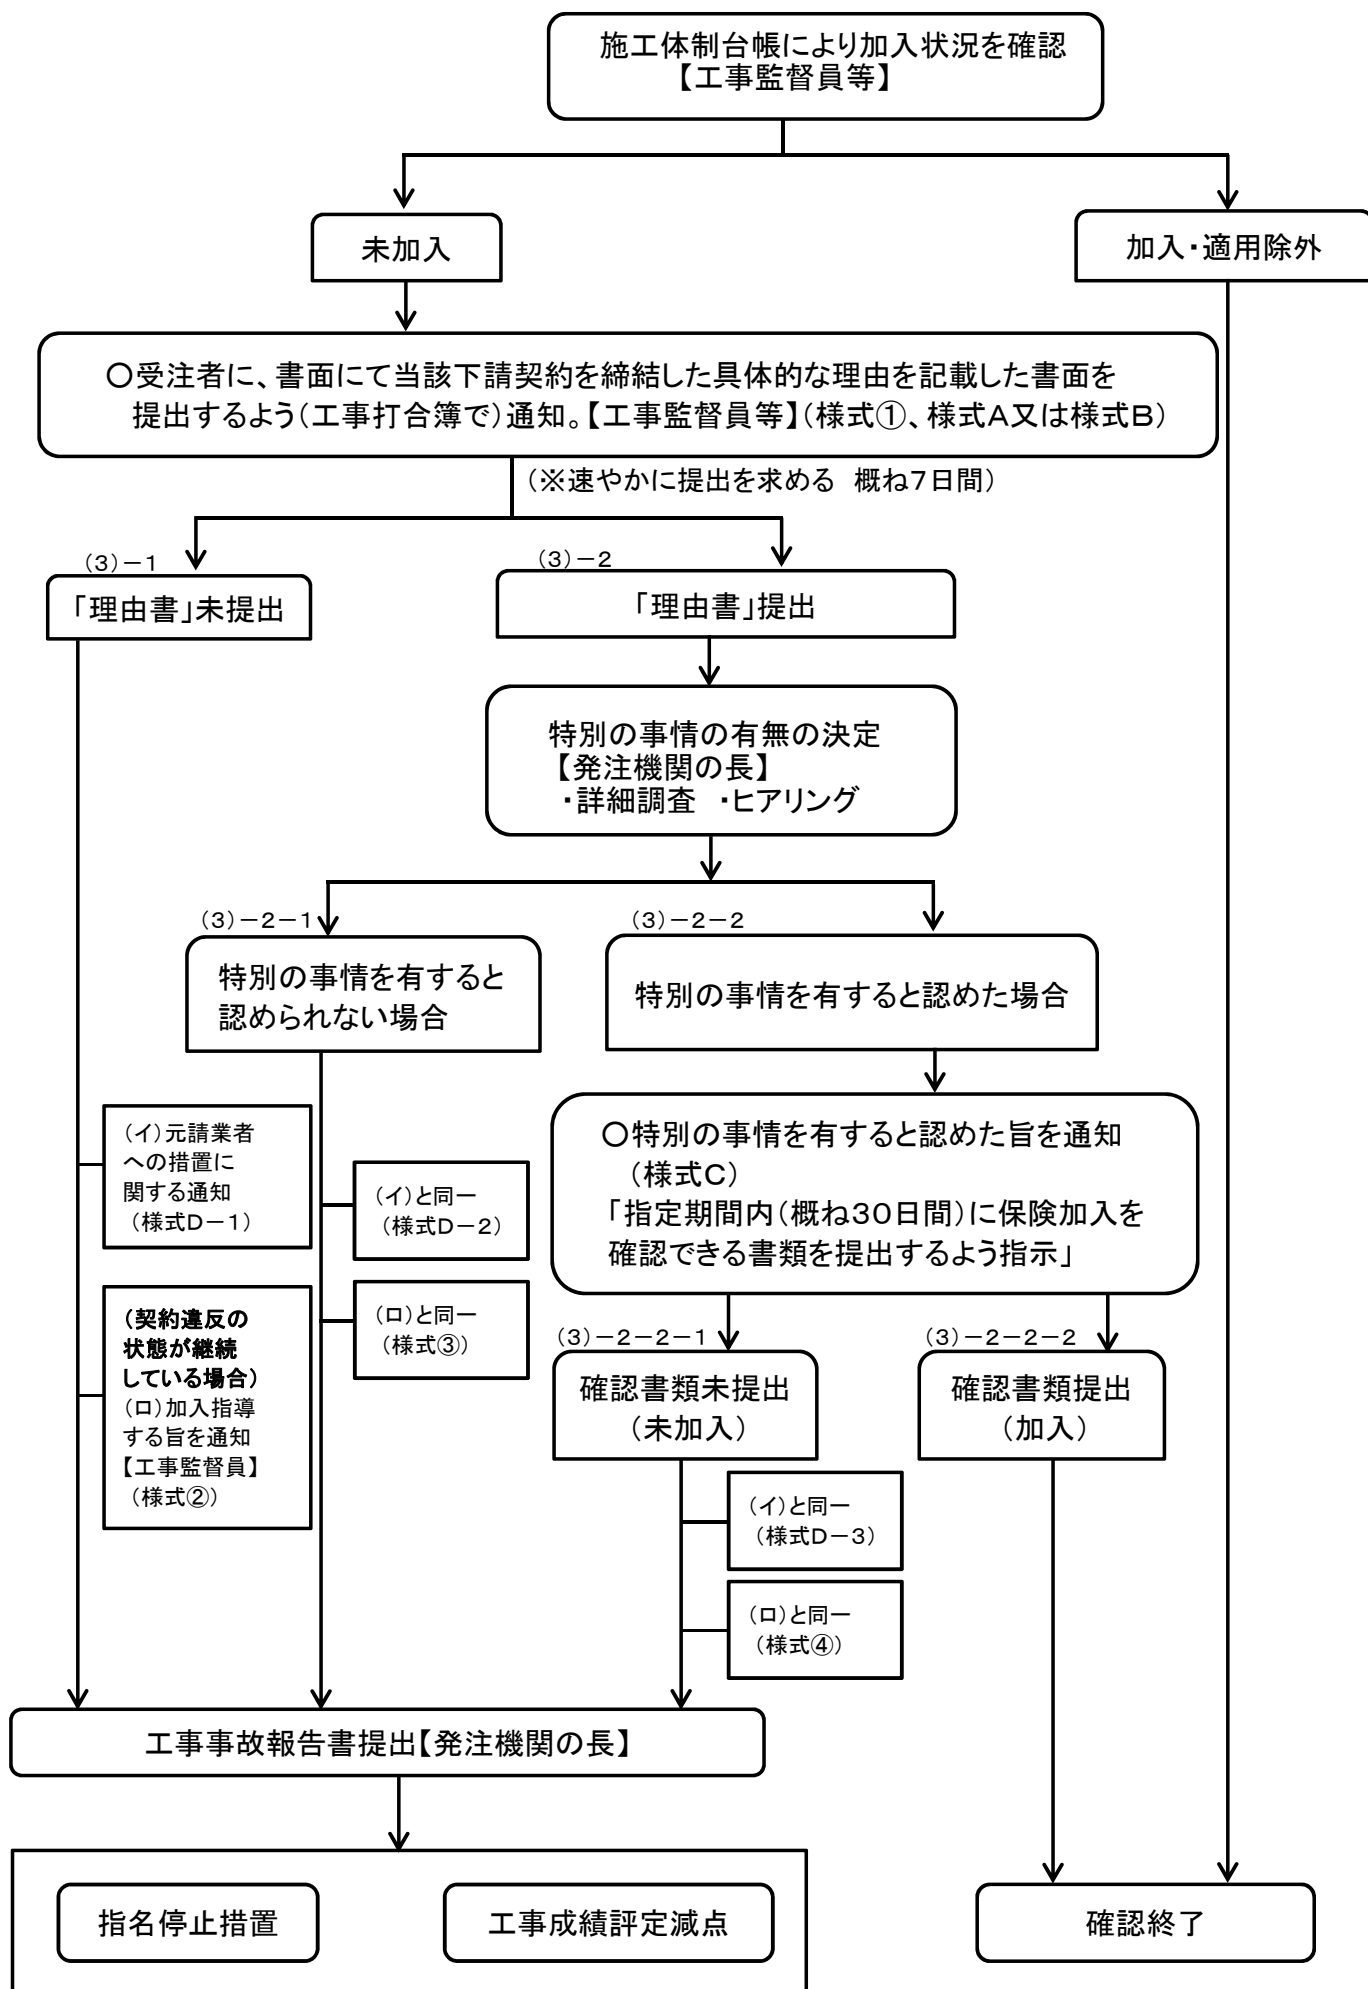 施工体制台帳により加入状況を確認
【工事監督員等】
未加入
加入・適用除外
○受注者に、書面にて当該下請契約を締結した具体的な理由を記載した書面を
提出するよう(工事打合簿で)通知。【工事監督員等】(様式①、様式A又は様式B)
(※速やかに提出を求める 概ね7日間)
(3)-1
「理由書」未提出
(3)-2
「理由書」提出
特別の事情の有無の決定
【発注機関の長】
・詳細調査 ・ヒアリング
(3)-2-1
特別の事情を有すると
認められない場合
(3)-2-2
特別の事情を有すると認めた場合
(イ)元請業者
への措置に
関する通知
(様式D-1)
(イ)と同一
(様式D-2)
○特別の事情を有すると認めた旨を通知
(様式C)
「指定期間内(概ね30日間)に保険加入を
確認できる書類を提出するよう指示」
(契約違反の
状態が継続
している場合)
(ロ)加入指導
する旨を通知
【工事監督員】
(様式②)
(ロ)と同一
(様式③)
(3)-2-2-1
確認書類未提出
(未加入)
(3)-2-2-2
確認書類提出
(加入)
(イ)と同一
(様式D-3)
(ロ)と同一
(様式④)
工事事故報告書提出【発注機関の長】
指名停止措置
工事成績評定減点
確認終了